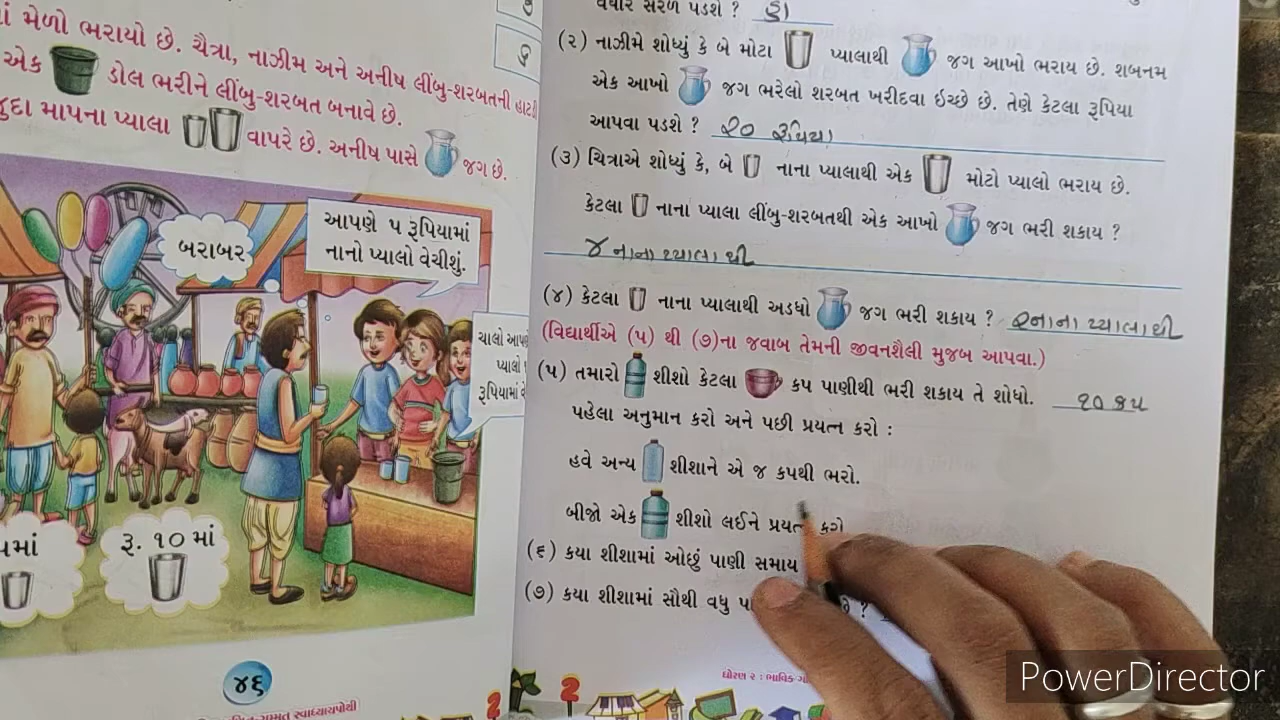 મેળો ભરાયો છે. ચૈત્રા, નાઝીમ અને અનીષ લીંબુ-શરબતની હાટડી
એક ડોલ ભરીને લીંબુ-શરબત બનાવે છે.
માપના પ્યાલા વાપરે છે. અનીષ પાસે જગ છે.
બરાબર
આપણે ૫ રૂપિયામાં
નાનો પ્યાલો વેચીશું.
ચાલો
પ્યાલો
રૂપિયામાં
રૂ. ૧૦ માં
૪૬
સ્વાધ્યાયપોથી
વધારે સરળ પડશે ? હા
(૨) નાઝીમે શોધ્યું કે બે મોટા પ્યાલાથી જગ આખો ભરાય છે. શબનમ
એક આખો જગ ભરેલો શરબત ખરીદવા ઇચ્છે છે. તેણે કેટલા રૂપિયા
આપવા પડશે ? ૨૦ રૂપિયા
(૩) ચિત્રાએ શોધ્યું કે, બે નાના પ્યાલાથી એક મોટો પ્યાલો ભરાય છે.
કેટલા નાના પ્યાલા લીંબુ-શરબતથી એક આખો જગ ભરી શકાય ?
૪ નાના પ્યાલા થી
(૪) કેટલા નાના પ્યાલાથી અડધો જગ ભરી શકાય ? ૨ નાના પ્યાલા થી
(વિદ્યાર્થીએ (૫) થી (૭)ના જવાબ તેમની જીવનશૈલી મુજબ આપવા.)
(૫) તમારો શીશો કેટલા કપ પાણીથી ભરી શકાય તે શોધો. ૧૦ કપ
પહેલા અનુમાન કરો અને પછી પ્રયત્ન કરો :
હવે અન્ય શીશાને એ જ કપથી ભરો.
બીજો એક શીશો લઈને પ્રયત્ન કરો
(૬) કયા શીશામાં ઓછું પાણી સમાય
(૭) કયા શીશામાં સૌથી વધુ ?
ધોરણ ૨ :
PowerDirector